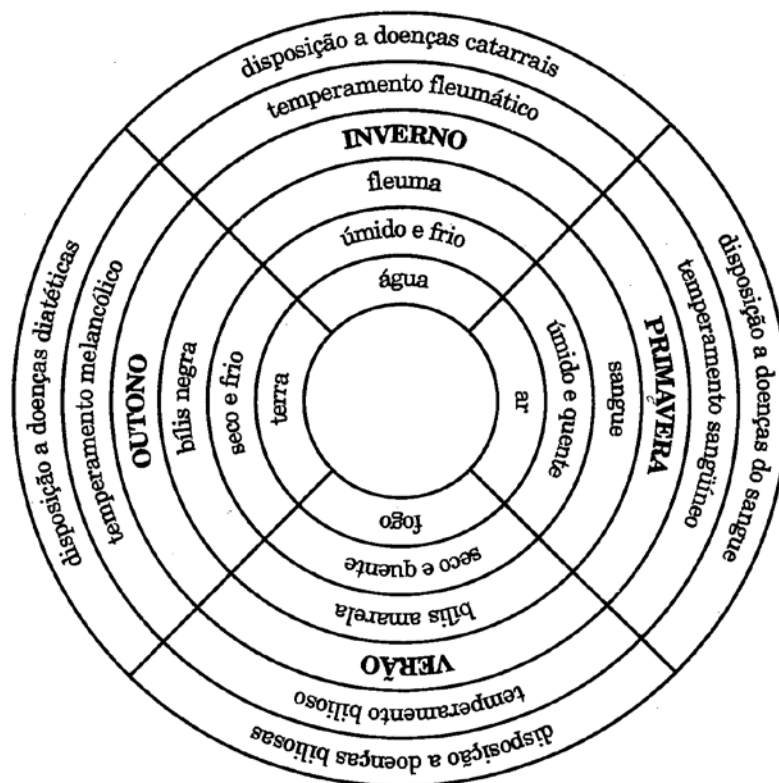 disposição a doenças catarrais
temperamento fleumático
INVERNO
fleuma
úmido e frio
água
disposição a doenças do sangue
temperamento sangüíneo
PRIMAVERA
sangue
úmido e quente
ar
disposição a doenças biliosas
temperamento bilioso
VERÃO
bílis amarela
seco e quente
fogo
disposição a doenças diatéticas
temperamento melancólico
OUTONO
bílis negra
seco e frio
terra